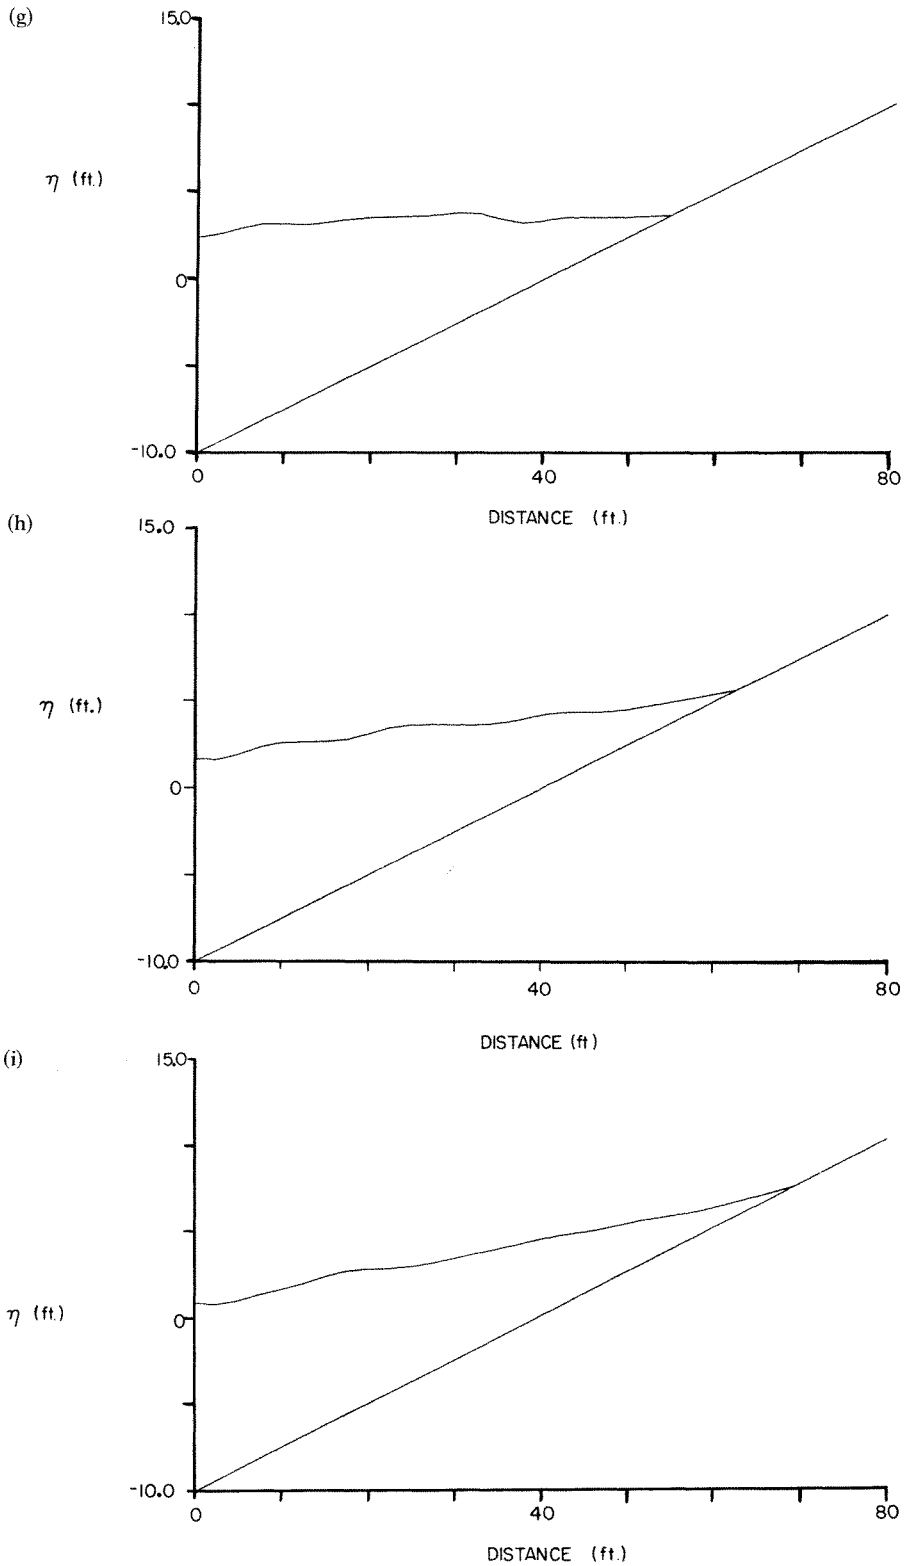 (g)
15.0
η (ft.)
0
-10.0
0 40 80
DISTANCE (ft.)
(h)
15.0
η (ft.)
0
-10.0
0 40 80
DISTANCE (ft)
(i)
15.0
η (ft.)
0
-10.0
0 40 80
DISTANCE (ft.)